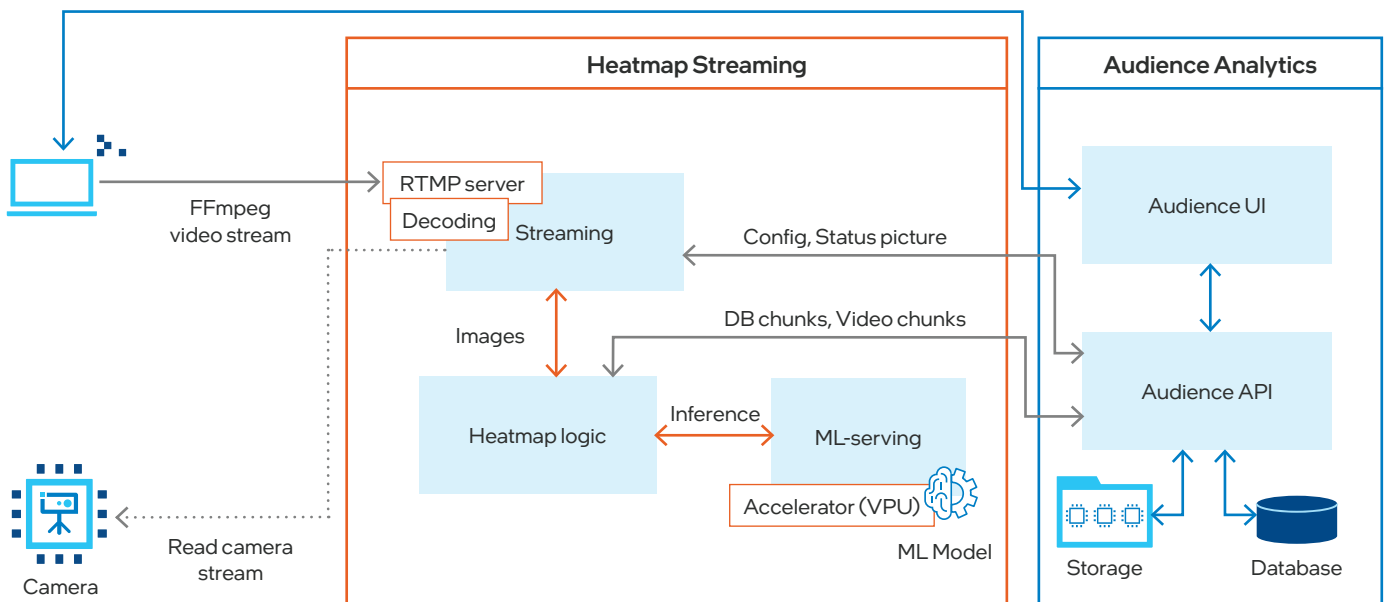 Heatmap Streaming
Audience Analytics
RTMP server
Decoding
Streaming
FFmpeg
video stream
Audience UI
Config, Status picture
DB chunks, Video chunks
Images
Audience API
Heatmap logic
Inference
ML-serving
Accelerator (VPU)
ML Model
Read camera
stream
Camera
Storage
Database